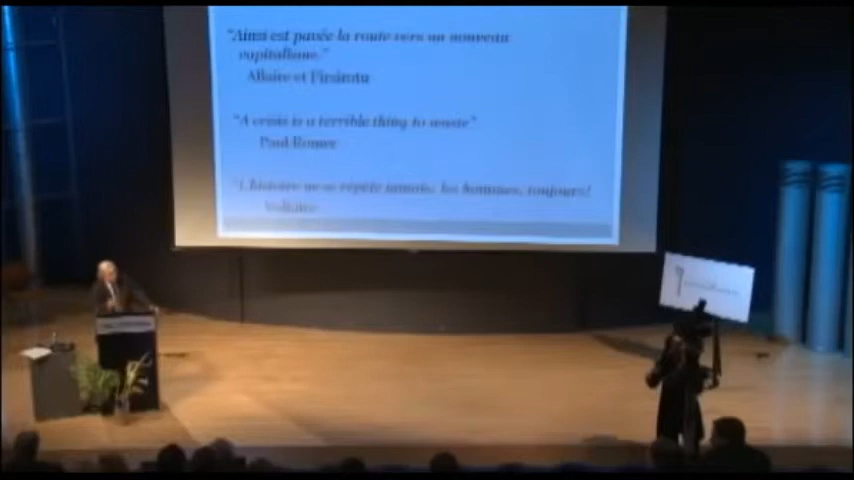 “Ainsi est pavée la route vers un nouveau
capitalisme.”
Allaire et Firsirotu
“A crisis is a terrible thing to waste”
Paul Romer
“L’histoire ne se répète jamais; les hommes, toujours!
Voltaire